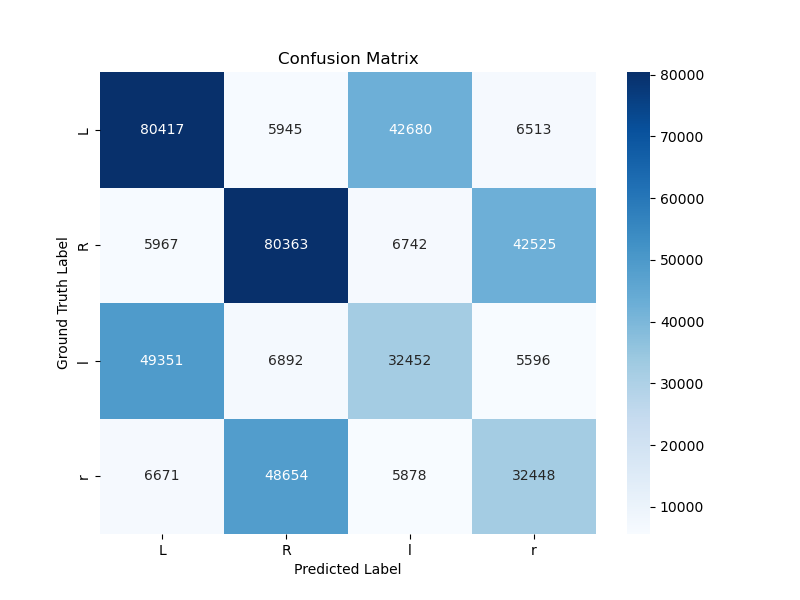 Confusion Matrix
L 80417 5945 42680 6513
R 5967 80363 6742 42525
l 49351 6892 32452 5596
r 6671 48654 5878 32448
L R l r
Predicted Label
Ground Truth Label
80000
70000
60000
50000
40000
30000
20000
10000